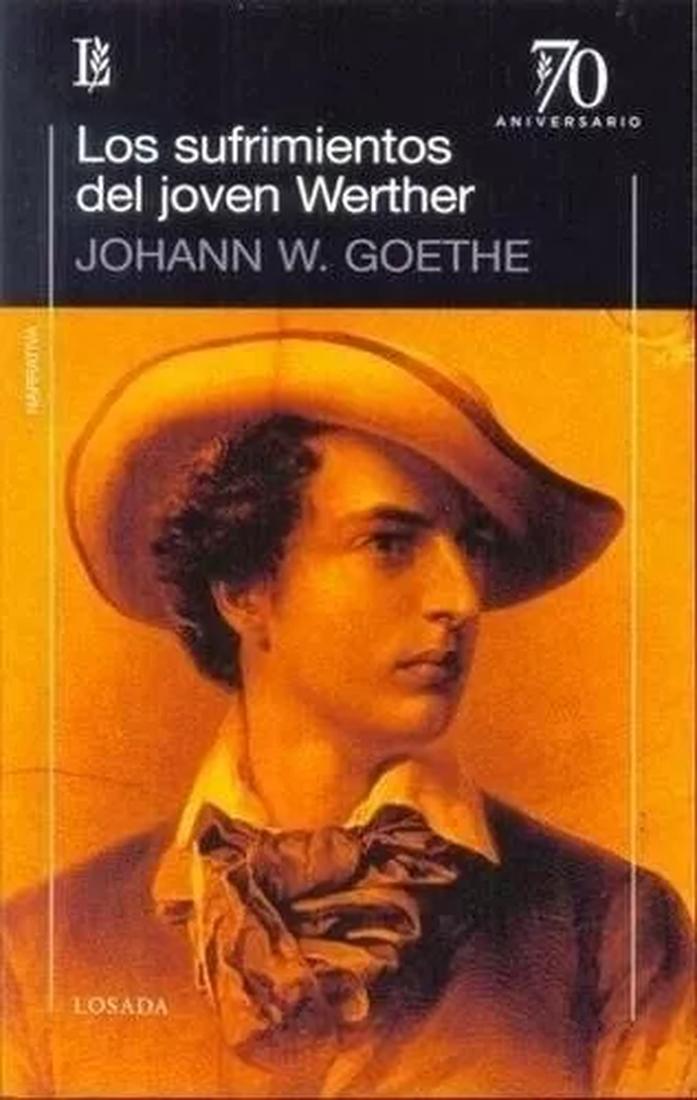 L
70
ANIVERSARIO
Los sufrimientos
del joven Werther
JOHANN W. GOETHE
NARRATIVA
LOSADA